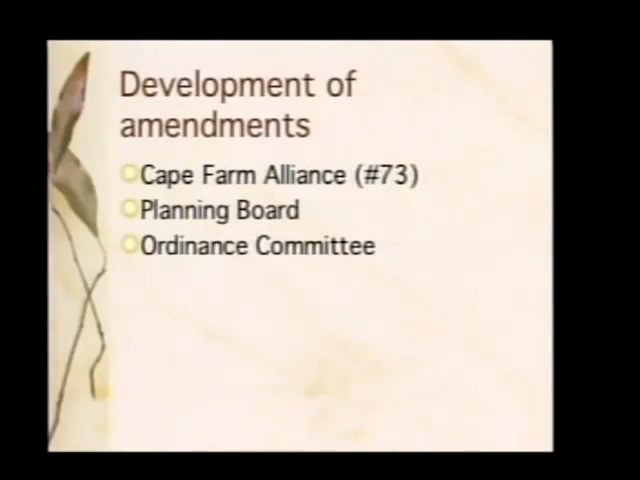 Development of
amendments
Cape Farm Alliance (#73)
Planning Board
Ordinance Committee